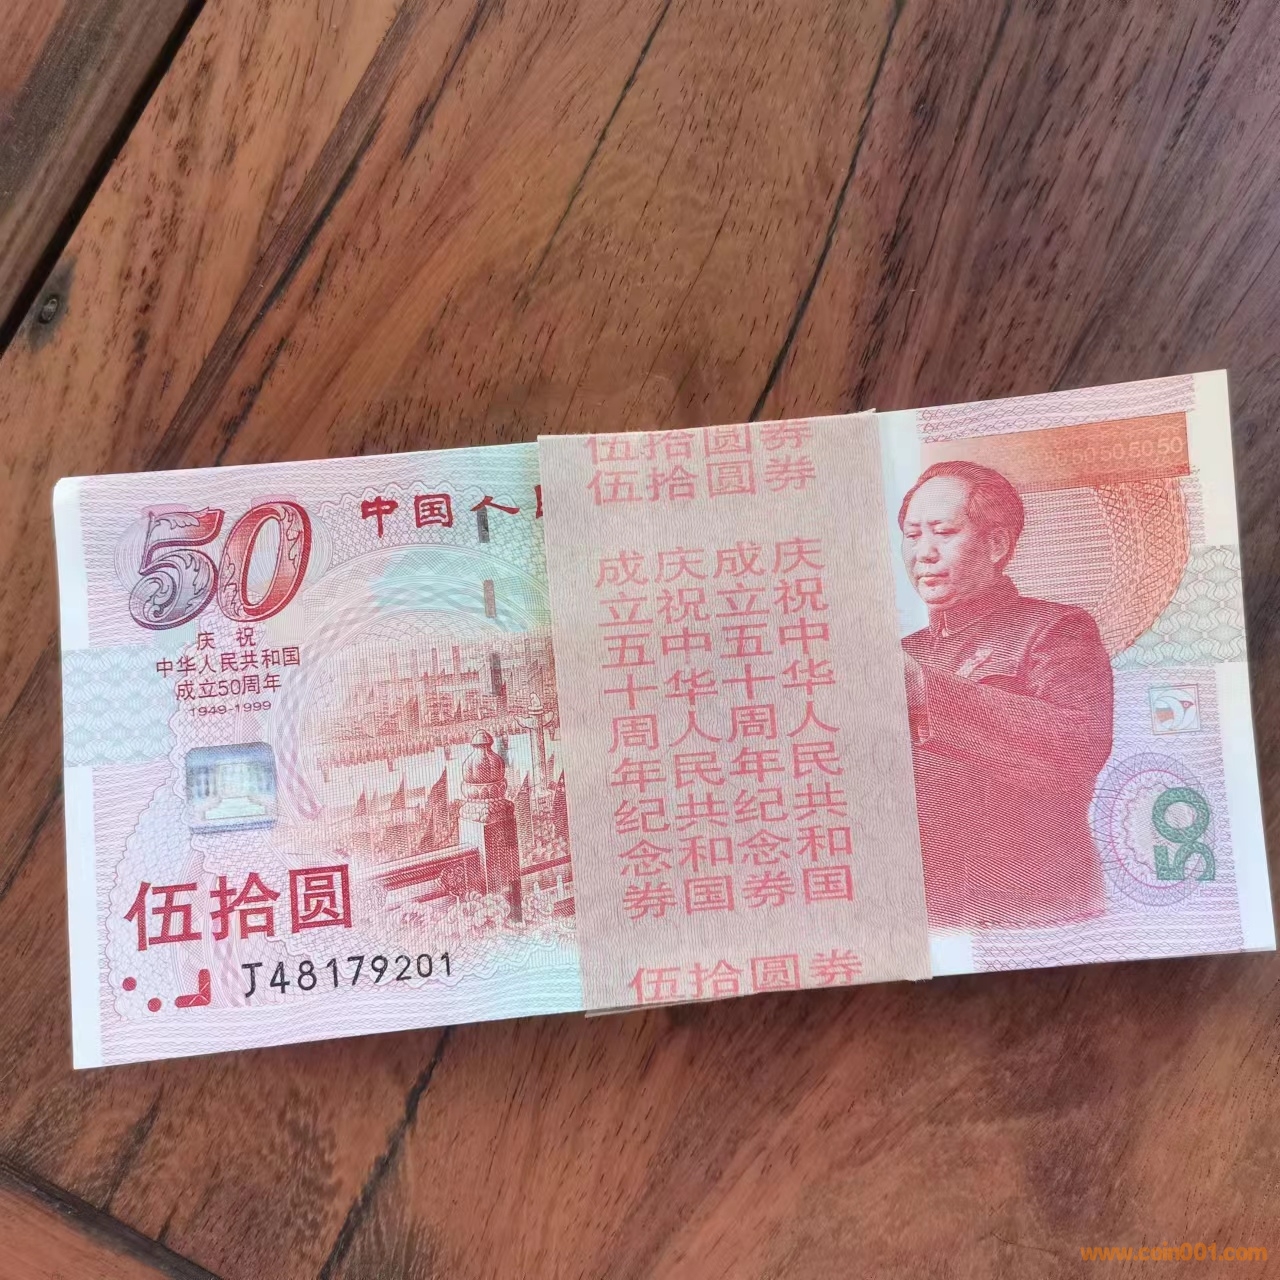 50
中国人
庆祝
中华人民共和国
成立50周年
1949-1999
伍拾圆
J48179201
伍拾圆券
伍拾圆券
庆祝中华人民共和国
成立五十周年纪念券
庆祝中华人民共和国
成立五十周年纪念券
伍拾圆券
50 50 50 50
50
www.cuin001.com